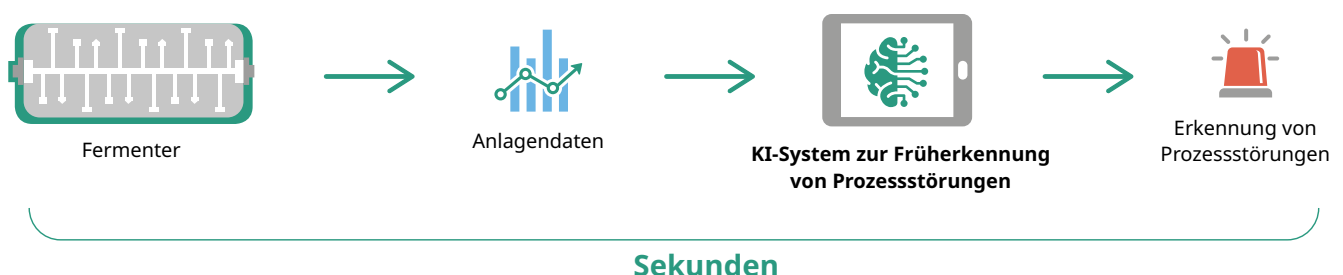 Fermenter
Anlagendaten
KI-System zur Früherkennung
von Prozessstörungen
Erkennung von
Prozessstörungen
Sekunden